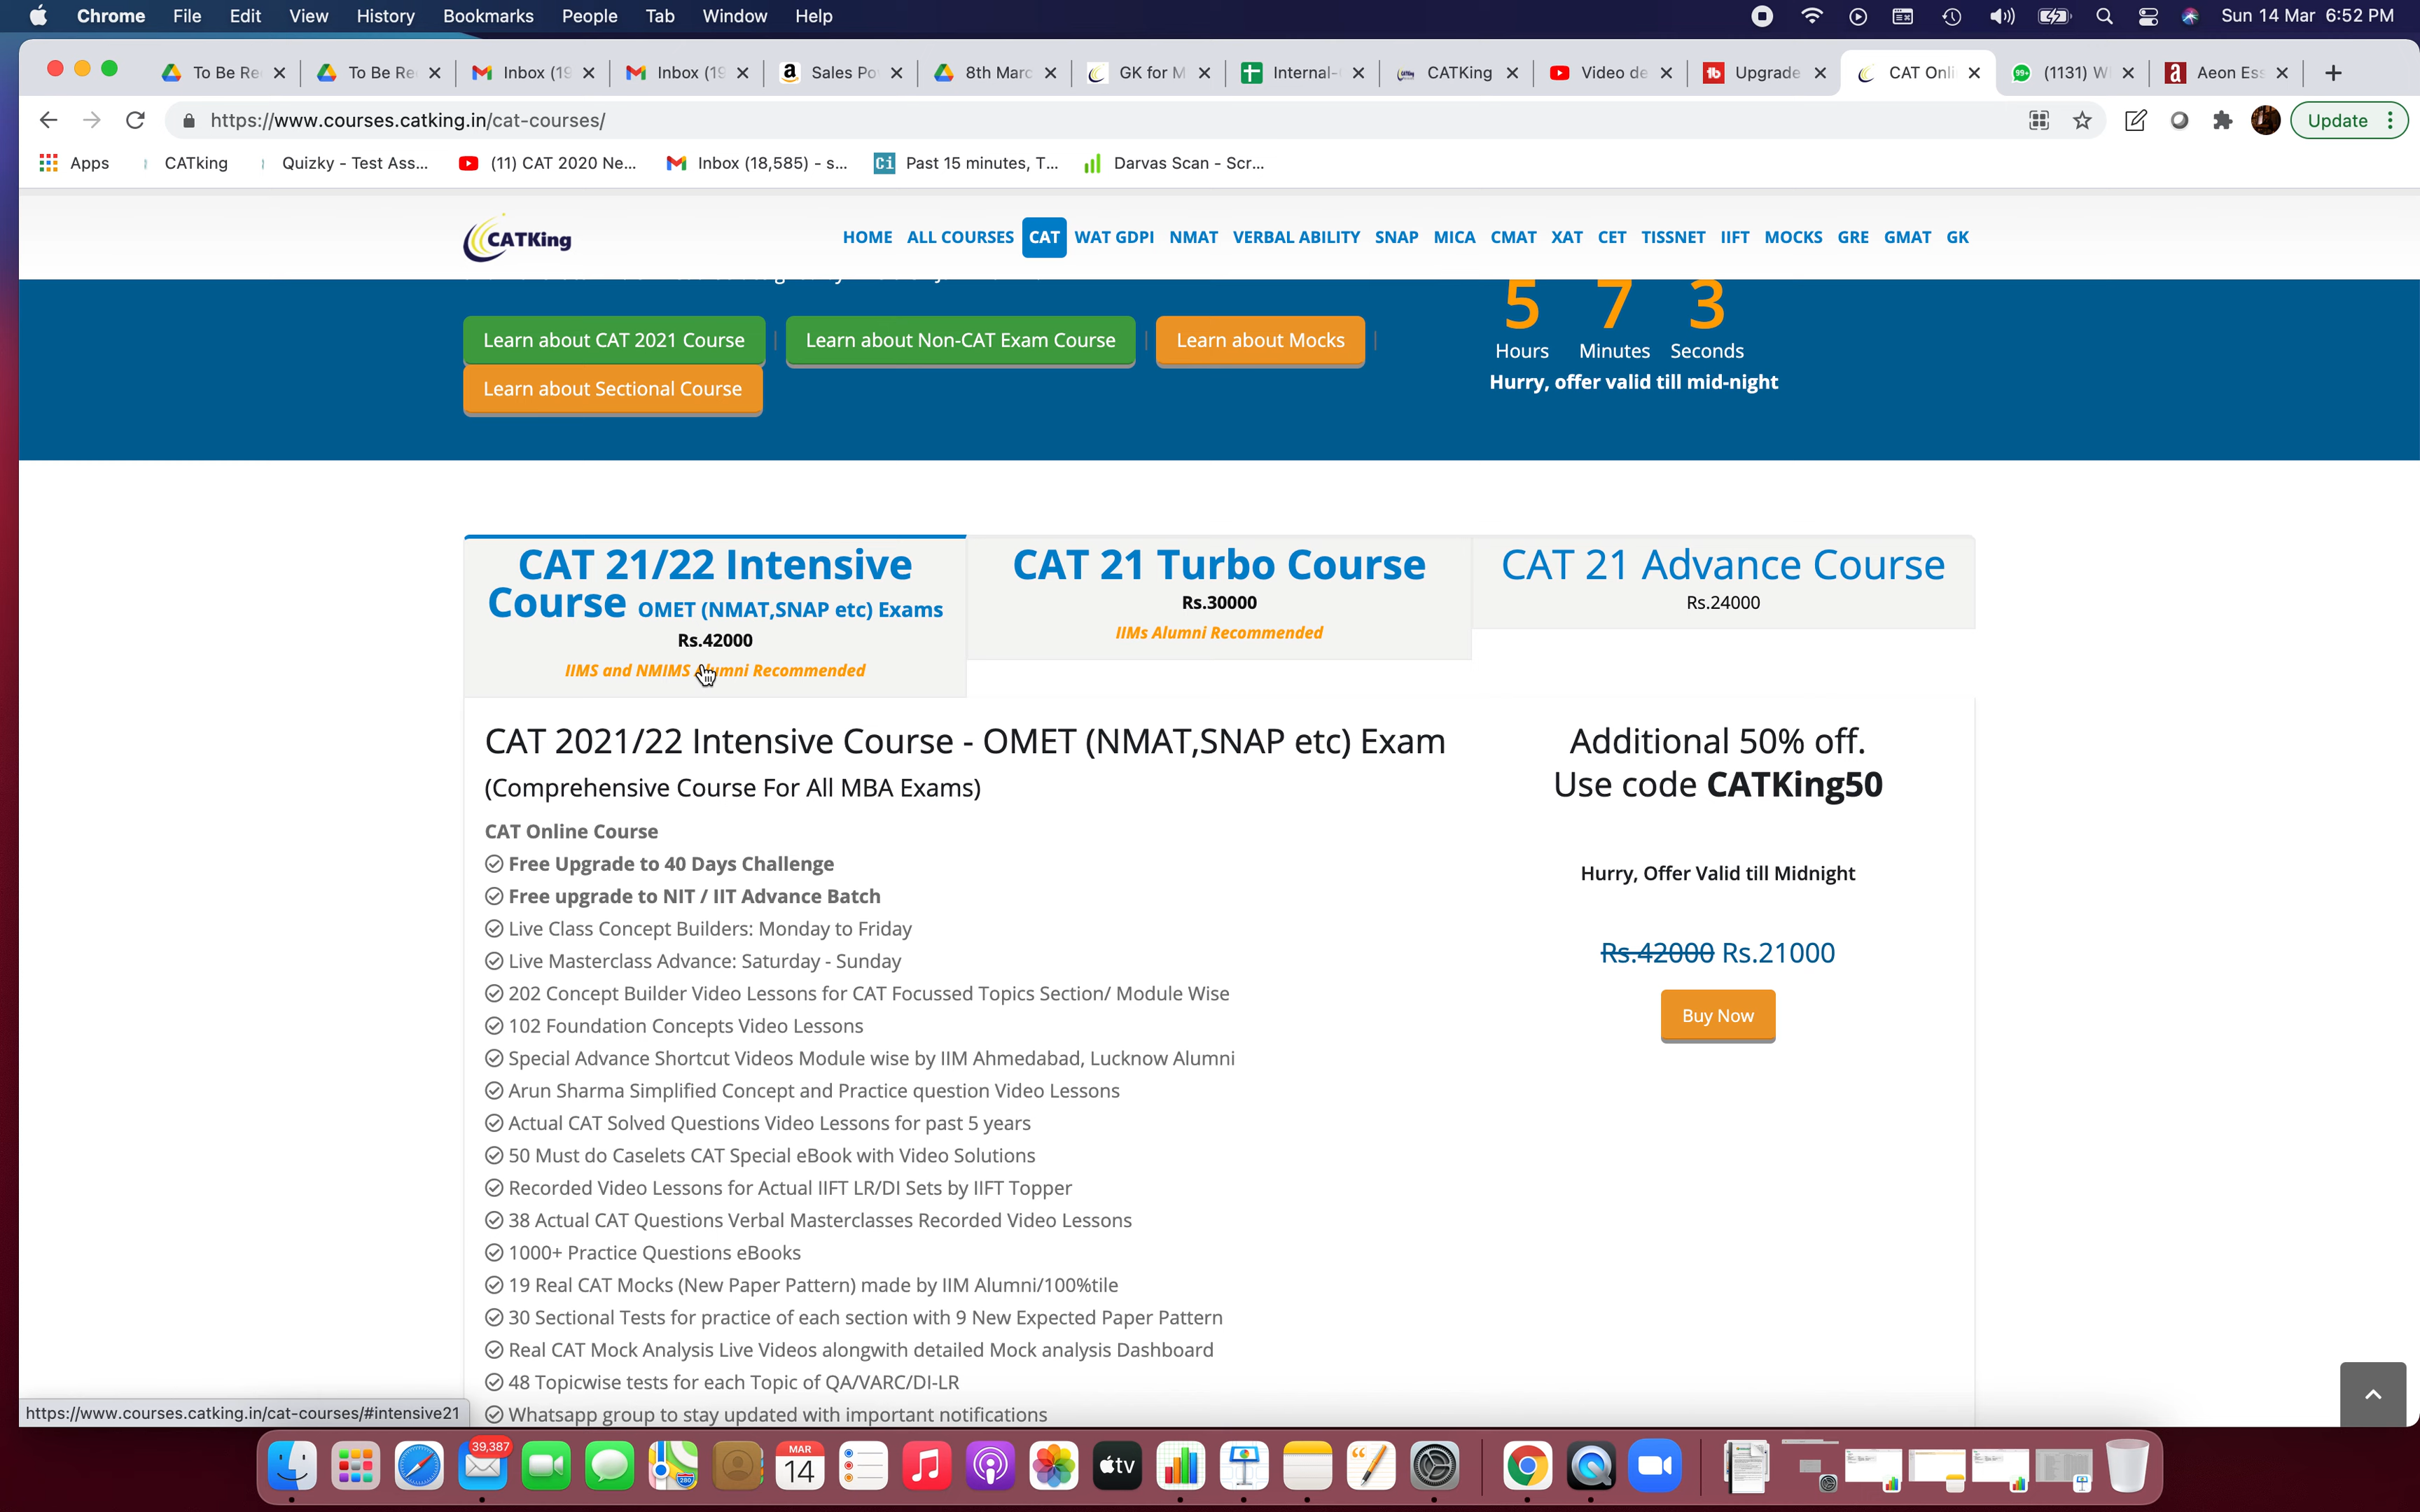 Chrome File Edit View History Bookmarks People Tab Window Help Sun 14 Mar 6:52 PM
To Be Re To Be Re Inbox (19 Inbox (19 Sales Po 8th Marc GK for M Internal- CATKing Video de Upgrade CAT Onli (1131) W Aeon Ess
https://www.courses.catking.in/cat-courses/ Update
Apps CATking Quizky - Test Ass... (11) CAT 2020 Ne... Inbox (18,585) - s... Ci Past 15 minutes, T... Darvas Scan - Scr...
CATKing HOME ALL COURSES CAT WAT GDPI NMAT VERBAL ABILITY SNAP MICA CMAT XAT CET TISSNET IIFT MOCKS GRE GMAT GK
5 7 3
Hours Minutes Seconds
Hurry, offer valid till mid-night
Learn about CAT 2021 Course | Learn about Non-CAT Exam Course | Learn about Mocks |
Learn about Sectional Course
CAT 21/22 Intensive
Course OMET (NMAT,SNAP etc) Exams
Rs.42000
IIMS and NMIMS Alumni Recommended
CAT 21 Turbo Course
Rs.30000
IIMs Alumni Recommended
CAT 21 Advance Course
Rs.24000
CAT 2021/22 Intensive Course - OMET (NMAT,SNAP etc) Exam
(Comprehensive Course For All MBA Exams)
CAT Online Course
Free Upgrade to 40 Days Challenge
Free upgrade to NIT / IIT Advance Batch
Live Class Concept Builders: Monday to Friday
Live Masterclass Advance: Saturday - Sunday
202 Concept Builder Video Lessons for CAT Focussed Topics Section/ Module Wise
102 Foundation Concepts Video Lessons
Special Advance Shortcut Videos Module wise by IIM Ahmedabad, Lucknow Alumni
Arun Sharma Simplified Concept and Practice question Video Lessons
Actual CAT Solved Questions Video Lessons for past 5 years
50 Must do Caselets CAT Special eBook with Video Solutions
Recorded Video Lessons for Actual IIFT LR/DI Sets by IIFT Topper
38 Actual CAT Questions Verbal Masterclasses Recorded Video Lessons
1000+ Practice Questions eBooks
19 Real CAT Mocks (New Paper Pattern) made by IIM Alumni/100%tile
30 Sectional Tests for practice of each section with 9 New Expected Paper Pattern
Real CAT Mock Analysis Live Videos alongwith detailed Mock analysis Dashboard
48 Topicwise tests for each Topic of QA/VARC/DI-LR
Whatsapp group to stay updated with important notifications
Additional 50% off.
Use code CATKing50
Hurry, Offer Valid till Midnight
Rs.42000 Rs.21000
Buy Now
https://www.courses.catking.in/cat-courses/#intensive21
39,387
MAR
14
tv
280